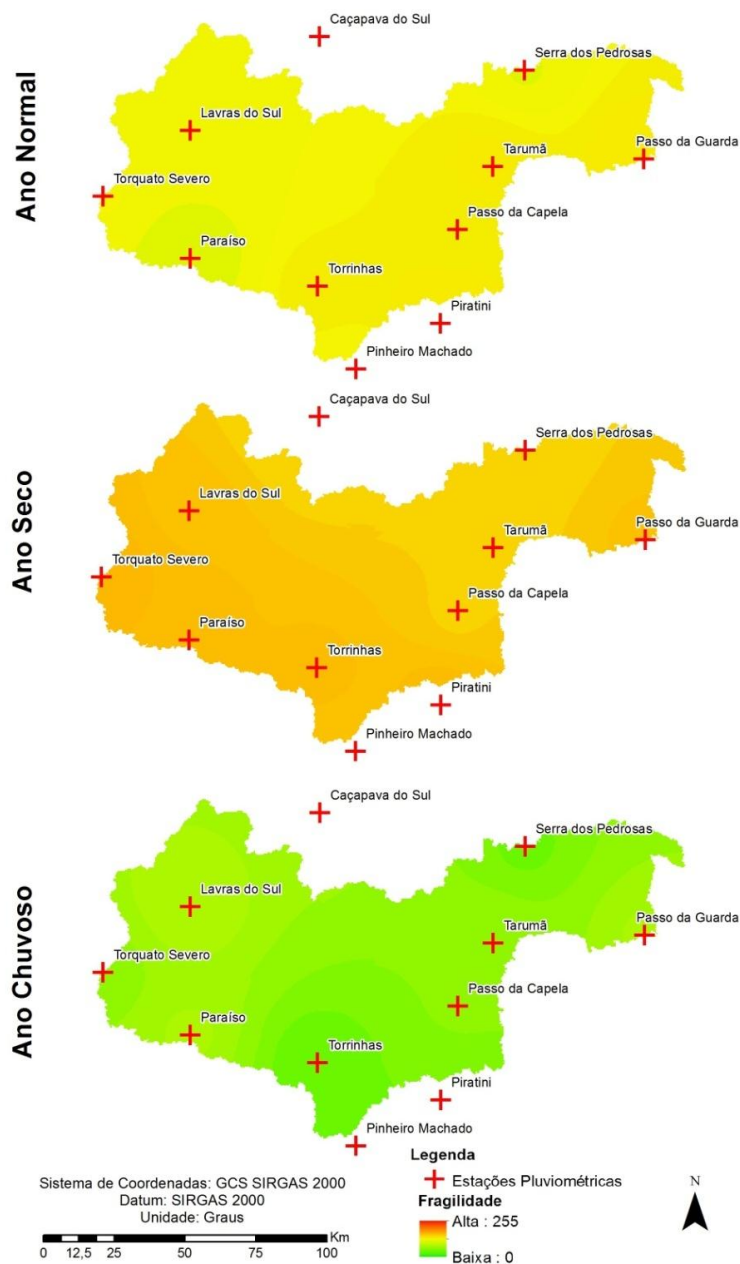 Ano Normal
Caçapava do Sul
Serra dos Pedrosas
Lavras do Sul
Tarumã
Passo da Guarda
Torquato Severo
Passo da Capela
Paraíso
Torrinhas
Piratini
Pinheiro Machado
Ano Seco
Caçapava do Sul
Serra dos Pedrosas
Lavras do Sul
Passo da Guarda
Tarumã
Torquato Severo
Passo da Capela
Paraíso
Torrinhas
Piratini
Pinheiro Machado
Ano Chuvoso
Caçapava do Sul
Serra dos Pedrosas
Lavras do Sul
Passo da Guarda
Tarumã
Torquato Severo
Passo da Capela
Paraíso
Torrinhas
Piratini
Pinheiro Machado
Sistema de Coordenadas: GCS SIRGAS 2000
Datum: SIRGAS 2000
Unidade: Graus
Km
0 12,5 25 50 75 100
Legenda
Estações Pluviométricas
Fragilidade
Alta : 255
Baixa : 0
N